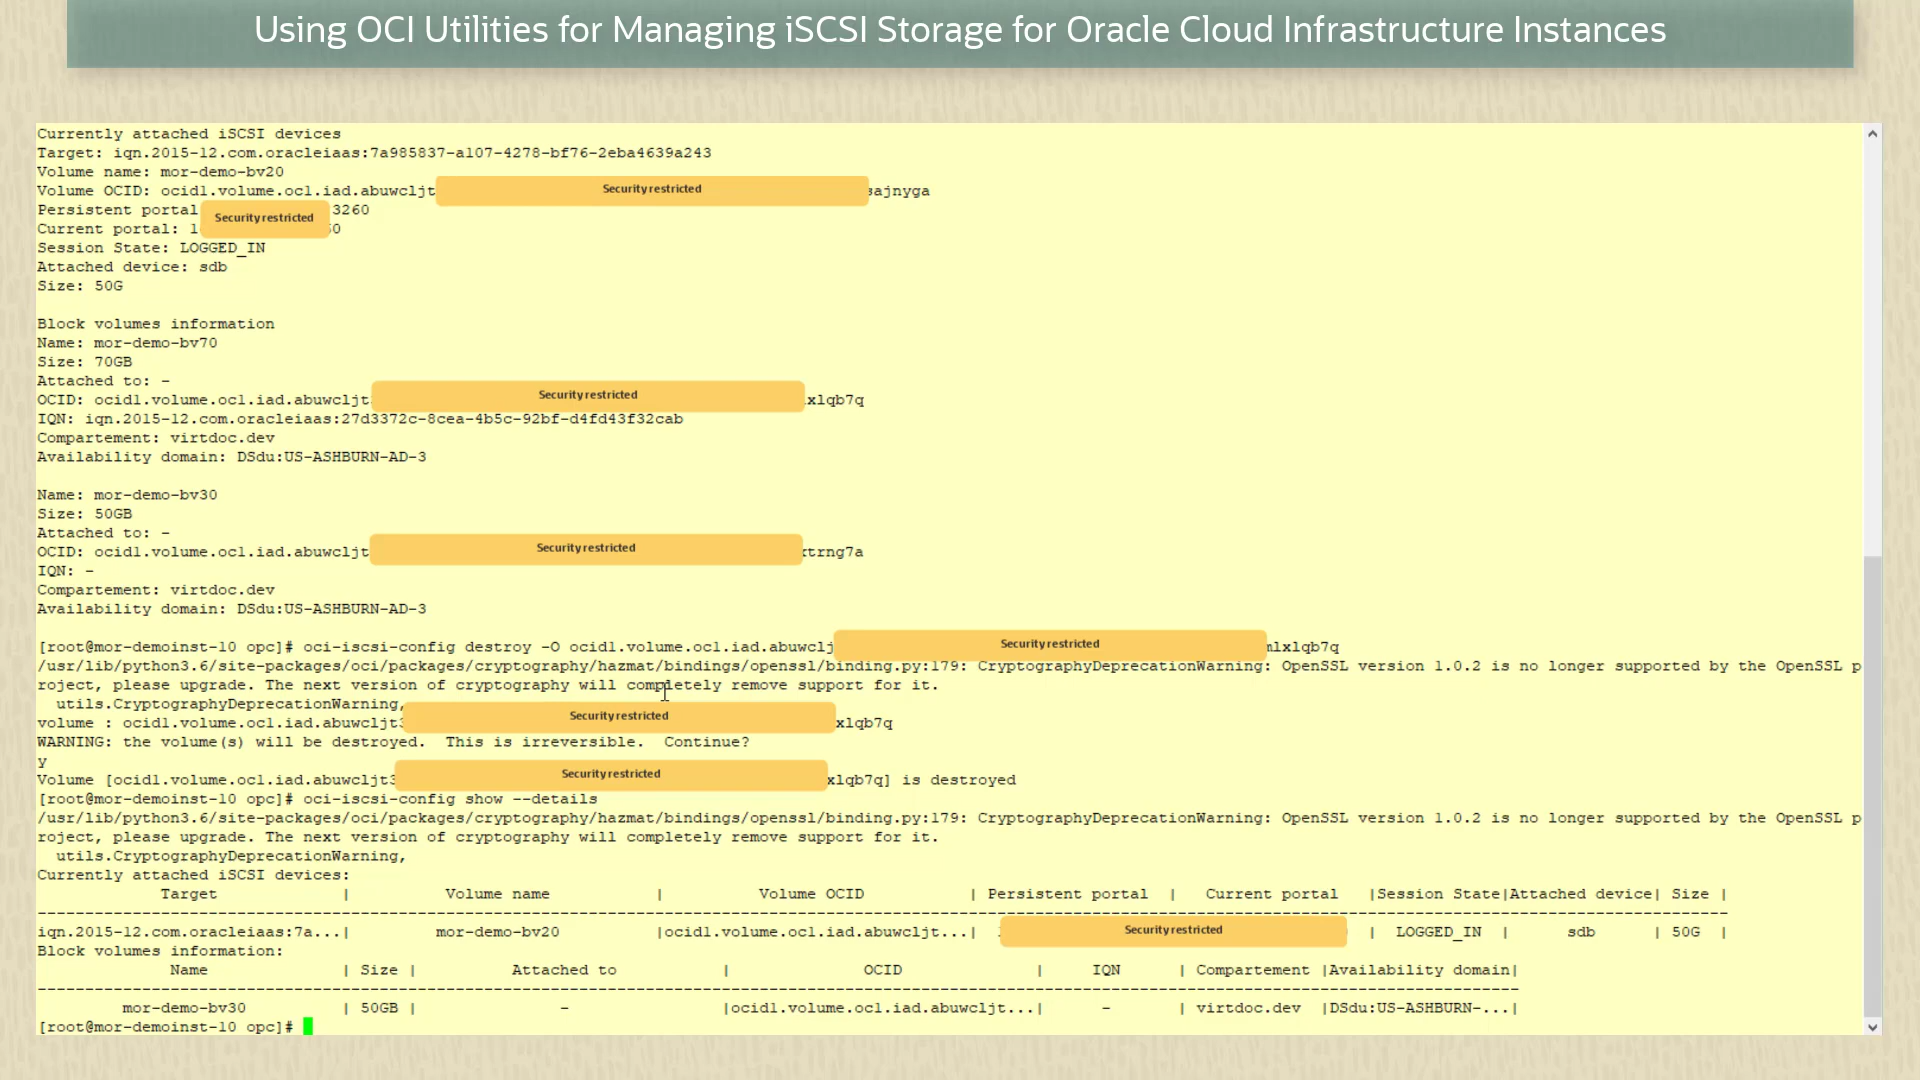 Using OCI Utilities for Managing iSCSI Storage for Oracle Cloud Infrastructure Instances
Currently attached iSCSI devices
Target: iqn.2015-12.com.oracleiaas:7a985837-a107-4278-bf76-2eba4639a243
Volume name: mor-demo-bv20
Volume OCID: ocid1.volume.oc1.iad.abuwcljt Security restricted sajnyga
Persistent portal Security restricted 3260
Current portal: 1 0
Session State: LOGGED_IN
Attached device: sdb
Size: 50G
Block volumes information
Name: mor-demo-bv70
Size: 70GB
Attached to: -
OCID: ocid1.volume.oc1.iad.abuwcljt Security restricted xlqb7q
IQN: iqn.2015-12.com.oracleiaas:27d3372c-8cea-4b5c-92bf-d4fd43f32cab
Compartement: virtdoc.dev
Availability domain: DSdu:US-ASHBURN-AD-3
Name: mor-demo-bv30
Size: 50GB
Attached to: -
OCID: ocid1.volume.oc1.iad.abuwcljt Security restricted trng7a
IQN: -
Compartement: virtdoc.dev
Availability domain: DSdu:US-ASHBURN-AD-3
[root@mor-demoinst-10 opc]# oci-iscsi-config destroy -O ocid1.volume.oc1.iad.abuwclj Security restricted mlxlqb7q
/usr/lib/python3.6/site-packages/oci/packages/cryptography/hazmat/bindings/openssl/binding.py:179: CryptographyDeprecationWarning: OpenSSL version 1.0.2 is no longer supported by the OpenSSL p
roject, please upgrade. The next version of cryptography will completely remove support for it.
utils.CryptographyDeprecationWarning,
volume : ocid1.volume.oc1.iad.abuwcljt3 Security restricted xlqb7q
WARNING: the volume(s) will be destroyed. This is irreversible. Continue?
y
Volume [ocid1.volume.oc1.iad.abuwcljt3 Security restricted xlqb7q] is destroyed
[root@mor-demoinst-10 opc]# oci-iscsi-config show --details
/usr/lib/python3.6/site-packages/oci/packages/cryptography/hazmat/bindings/openssl/binding.py:179: CryptographyDeprecationWarning: OpenSSL version 1.0.2 is no longer supported by the OpenSSL p
roject, please upgrade. The next version of cryptography will completely remove support for it.
utils.CryptographyDeprecationWarning,
Currently attached iSCSI devices:
Target | Volume name | Volume OCID | Persistent portal | Current portal |Session State|Attached device| Size |
iqn.2015-12.com.oracleiaas:7a...| mor-demo-bv20 |ocid1.volume.oc1.iad.abuwcljt...| Security restricted | LOGGED_IN | sdb | 50G |
Block volumes information:
Name | Size | Attached to | OCID | IQN | Compartement |Availability domain|
mor-demo-bv30 | 50GB | - |ocid1.volume.oc1.iad.abuwcljt...| - | virtdoc.dev |DSdu:US-ASHBURN-...|
[root@mor-demoinst-10 opc]#